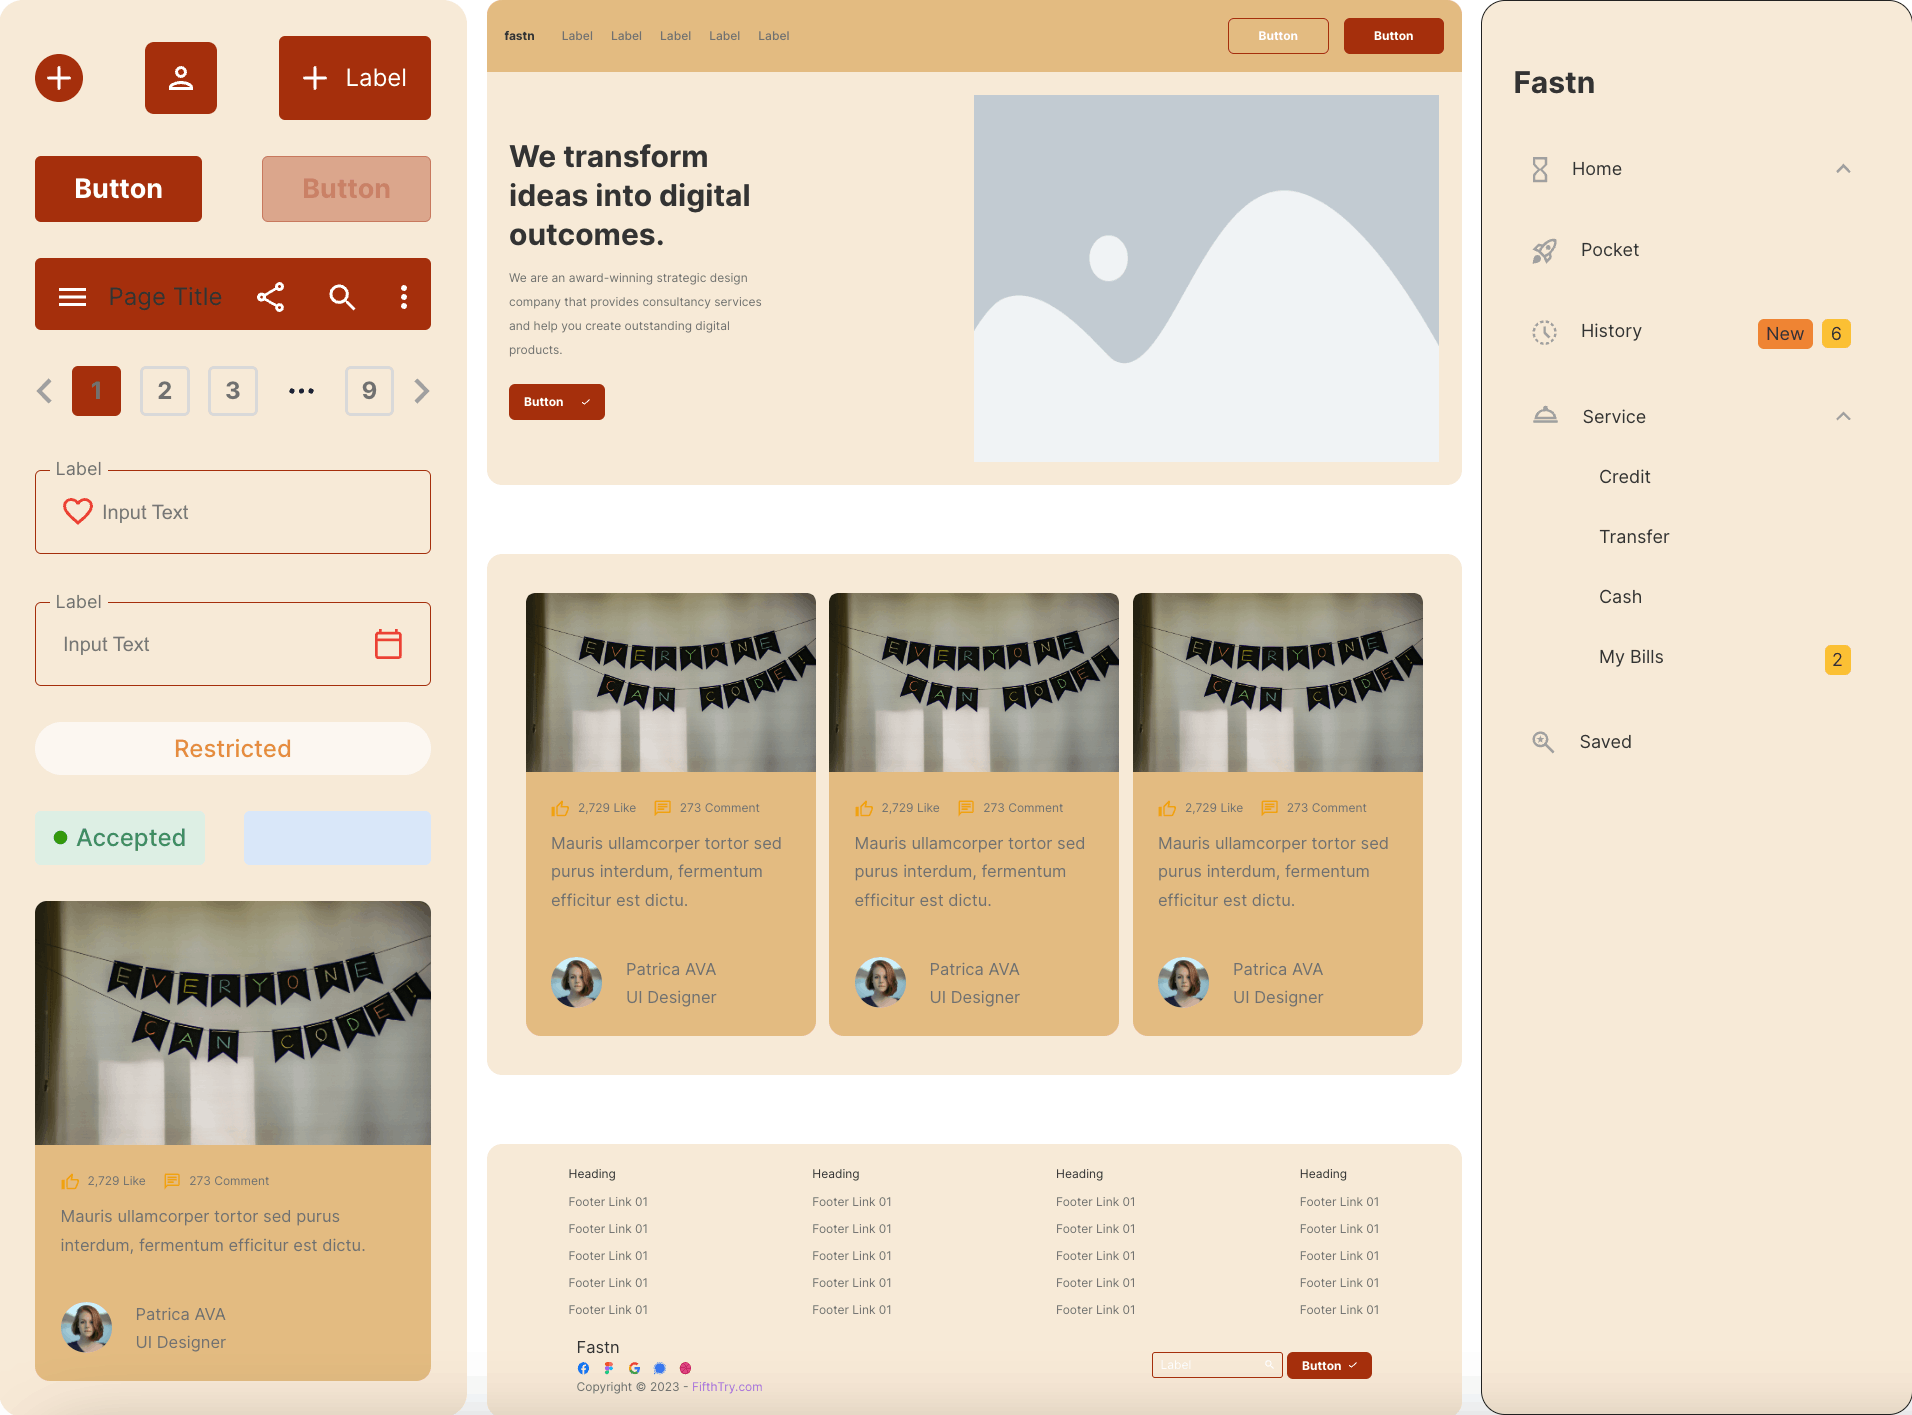 Label
Button
Button
Page Title
1
2
3
9
Label
Input Text
Label
Input Text
Restricted
Accepted
EVERYONE
CAN CODE!
2,729 Like
273 Comment
Mauris ullamcorper tortor sed purus
interdum, fermentum efficitur est dictu.
Patrica AVA
UI Designer
fastn
Label
Label
Label
Label
Label
Button
Button
We transform
ideas into digital
outcomes.
We are an award-winning strategic design
company that provides consultancy services
and help you create outstanding digital
products.
Button
EVERYONE
CAN CODE!
2,729 Like
273 Comment
Mauris ullamcorper tortor sed
purus interdum, fermentum
efficitur est dictu.
Patrica AVA
UI Designer
EVERYONE
CAN CODE!
2,729 Like
273 Comment
Mauris ullamcorper tortor sed
purus interdum, fermentum
efficitur est dictu.
Patrica AVA
UI Designer
EVERYONE
CAN CODE!
2,729 Like
273 Comment
Mauris ullamcorper tortor sed
purus interdum, fermentum
efficitur est dictu.
Patrica AVA
UI Designer
Heading
Footer Link 01
Footer Link 01
Footer Link 01
Footer Link 01
Footer Link 01
Heading
Footer Link 01
Footer Link 01
Footer Link 01
Footer Link 01
Footer Link 01
Heading
Footer Link 01
Footer Link 01
Footer Link 01
Footer Link 01
Footer Link 01
Heading
Footer Link 01
Footer Link 01
Footer Link 01
Footer Link 01
Footer Link 01
Fastn
Copyright © 2023 - FifthTry.com
Label
Button
Fastn
Home
Pocket
History
New
6
Service
Credit
Transfer
Cash
My Bills
2
Saved